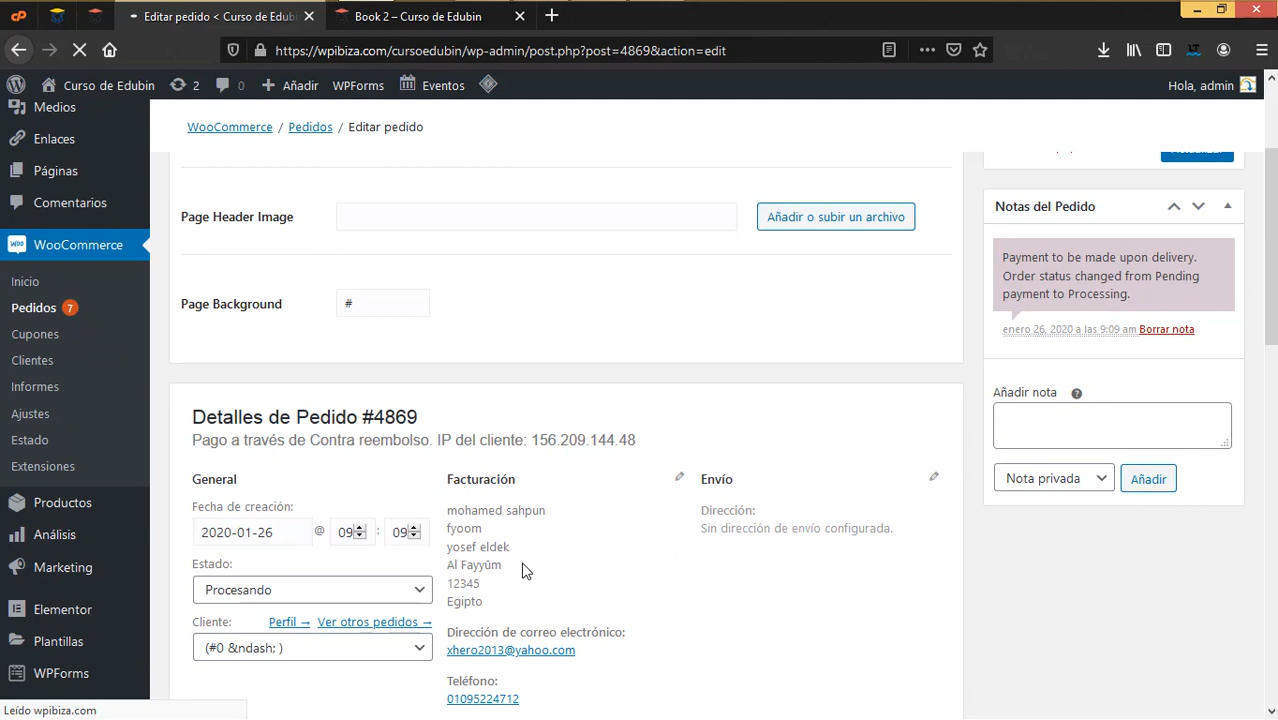 Editar pedido < Curso de Edubin
Book 2 – Curso de Edubin
https://wpibiza.com/cursoedubin/wp-admin/post.php?post=4869&action=edit
Curso de Edubin
2
0
Añadir
WPForms
Eventos
Hola, admin
Medios
Enlaces
Páginas
Comentarios
WooCommerce
Inicio
Pedidos 7
Cupones
Clientes
Informes
Ajustes
Estado
Extensiones
Productos
Análisis
Marketing
Elementor
Plantillas
WPForms
Leído wpibiza.com
WooCommerce / Pedidos / Editar pedido
Page Header Image
Añadir o subir un archivo
Page Background
#
Detalles de Pedido #4869
Pago a través de Contra reembolso. IP del cliente: 156.209.144.48
General
Fecha de creación:
2020-01-26 @ 09 : 09
Estado:
Procesando
Cliente: Perfil → Ver otros pedidos →
(#0 &ndash; )
Facturación
mohamed sahpun
fyoom
yosef eldek
Al Fayyūm
12345
Egipto
Dirección de correo electrónico:
xhero2013@yahoo.com
Teléfono:
01095224712
Envío
Dirección:
Sin dirección de envío configurada.
Notas del Pedido
Payment to be made upon delivery.
Order status changed from Pending
payment to Processing.
enero 26, 2020 a las 9:09 am Borrar nota
Añadir nota
Nota privada
Añadir